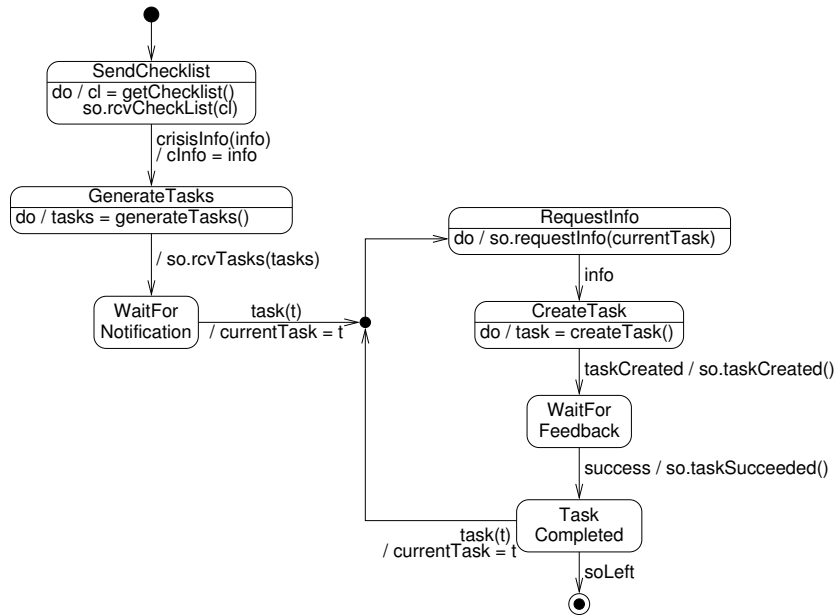 SendChecklist
do / cl = getChecklist()
so.rcvCheckList(cl)
crisisInfo(info)
/ cInfo = info
GenerateTasks
do / tasks = generateTasks()
/ so.rcvTasks(tasks)
WaitFor
Notification
task(t)
/ currentTask = t
RequestInfo
do / so.requestInfo(currentTask)
info
CreateTask
do / task = createTask()
taskCreated / so.taskCreated()
WaitFor
Feedback
success / so.taskSucceeded()
Task
Completed
task(t)
/ currentTask = t
soLeft